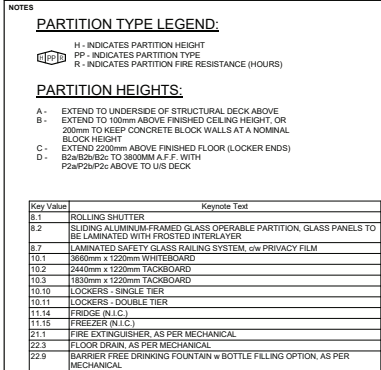 NOTES
PARTITION TYPE LEGEND:
H - INDICATES PARTITION HEIGHT
H PP R PP - INDICATES PARTITION TYPE
R - INDICATES PARTITION FIRE RESISTANCE (HOURS)
PARTITION HEIGHTS:
A - EXTEND TO UNDERSIDE OF STRUCTURAL DECK ABOVE
B - EXTEND TO 100mm ABOVE FINISHED CEILING HEIGHT, OR
200mm TO KEEP CONCRETE BLOCK WALLS AT A NOMINAL
BLOCK HEIGHT
C - EXTEND 2200mm ABOVE FINISHED FLOOR (LOCKER ENDS)
D - B2a/B2b/B2c TO 3800MM A.F.F. WITH
P2a/P2b/P2c ABOVE TO U/S DECK
Key Value Keynote Text
8.1 ROLLING SHUTTER
8.2 SLIDING ALUMINUM-FRAMED GLASS OPERABLE PARTITION, GLASS PANELS TO
BE LAMINATED WITH FROSTED INTERLAYER
8.7 LAMINATED SAFETY GLASS RAILING SYSTEM, c/w PRIVACY FILM
10.1 3660mm x 1220mm WHITEBOARD
10.2 2440mm x 1220mm TACKBOARD
10.3 1830mm x 1220mm TACKBOARD
10.10 LOCKERS - SINGLE TIER
10.11 LOCKERS - DOUBLE TIER
11.14 FRIDGE (N.I.C.)
11.15 FREEZER (N.I.C.)
21.1 FIRE EXTINGUISHER, AS PER MECHANICAL
22.3 FLOOR DRAIN, AS PER MECHANICAL
22.9 BARRIER FREE DRINKING FOUNTAIN w BOTTLE FILLING OPTION, AS PER
MECHANICAL